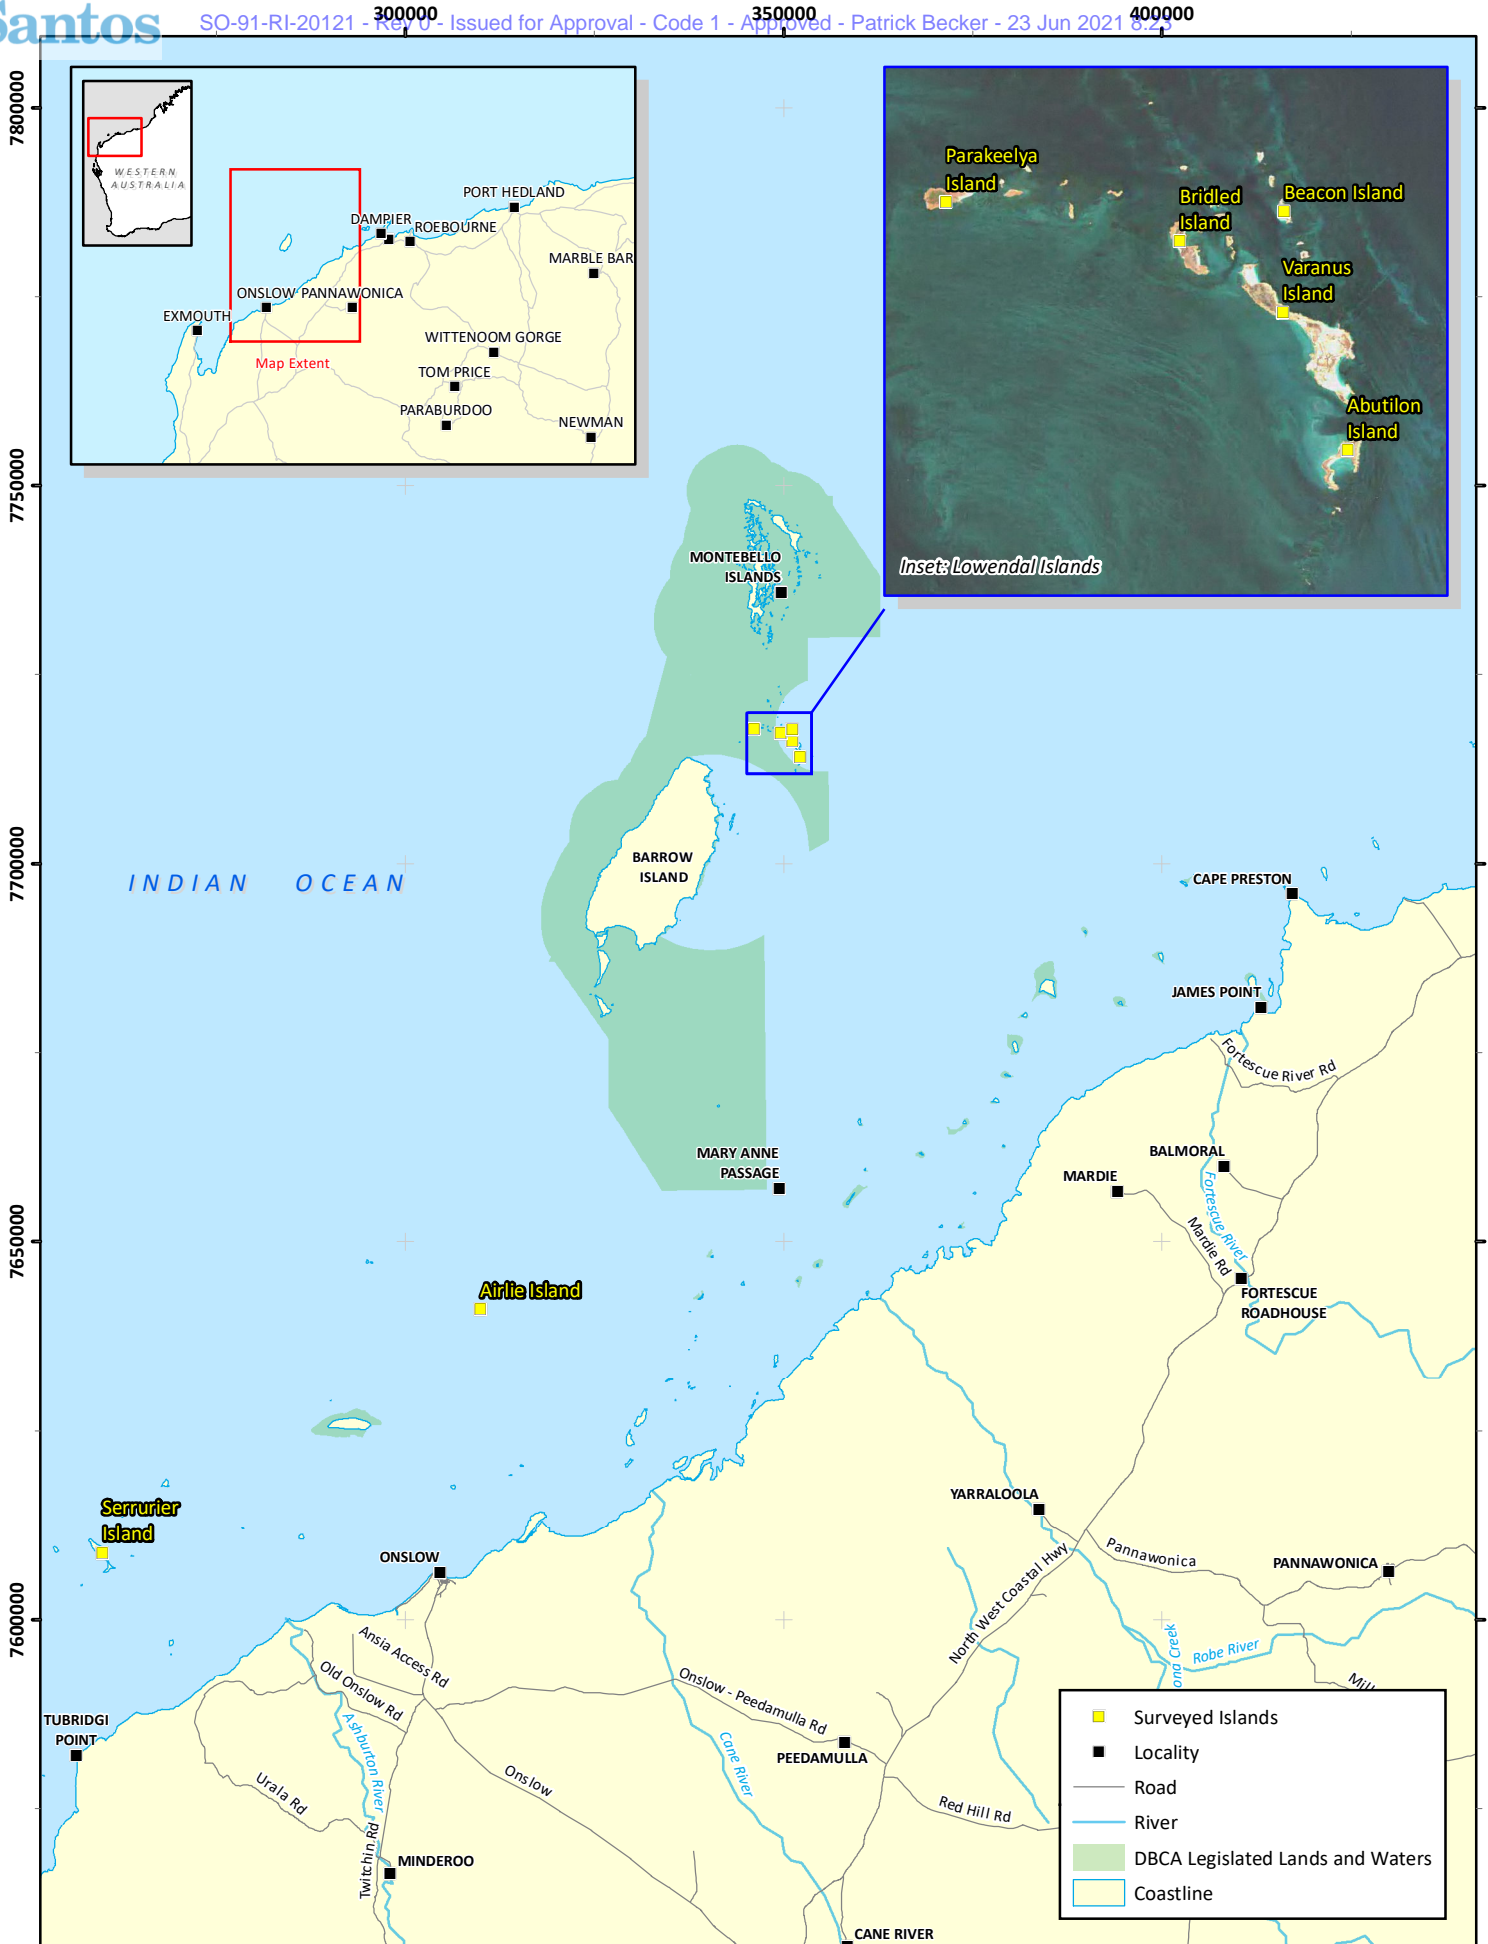 Santos
SO-91-RI-20121 - Rev 0 - Issued for Approval - Code 1 - Approved - Patrick Becker - 23 Jun 2021 8:23
300000
350000
400000
7800000
7750000
7700000
7650000
7600000
WESTERN
AUSTRALIA
PORT HEDLAND
DAMPIER
ROEBOURNE
MARBLE BAR
ONSLOW
PANNAWONICA
EXMOUTH
WITTENOOM GORGE
Map Extent
TOM PRICE
PARABURDOO
NEWMAN
Parakeelya
Island
Bridled
Island
Beacon Island
Varanus
Island
Abutilon
Island
Inset: Lowendal Islands
MONTEBELLO
ISLANDS
BARROW
ISLAND
INDIAN OCEAN
CAPE PRESTON
JAMES POINT
Fortescue River Rd
MARY ANNE
PASSAGE
BALMORAL
MARDIE
Fortescue River
Mardie Rd
FORTESCUE
ROADHOUSE
Airlie Island
Serrurier
Island
ONSLOW
YARRALOOLA
Pannawonica
PANNAWONICA
North West Coastal Hwy
Robe River
Ansia Access Rd
Old Onslow Rd
Onslow - Peedamulla Rd
TUBRIDGI
POINT
Ashburton River
Cane River
PEEDAMULLA
Urala Rd
Onslow
Red Hill Rd
Twitchin Rd
MINDEROO
CANE RIVER
Surveyed Islands
Locality
Road
River
DBCA Legislated Lands and Waters
Coastline